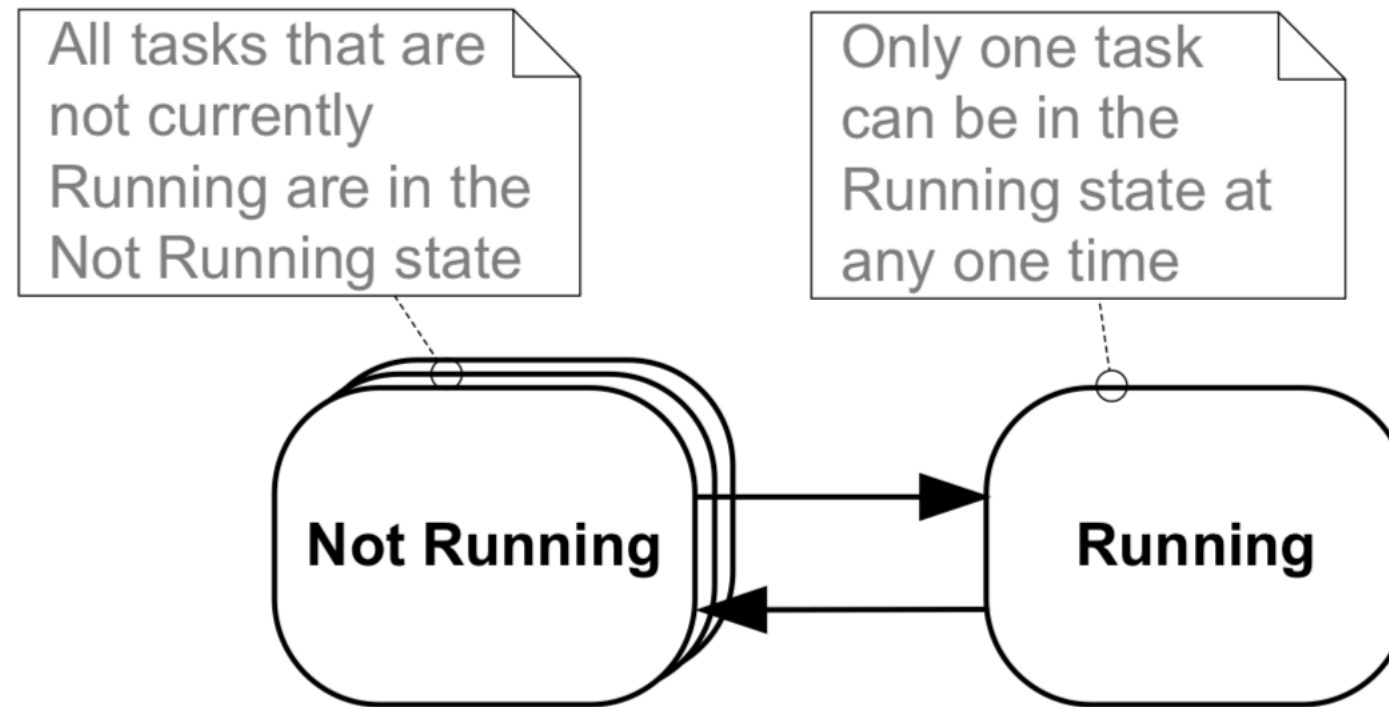 All tasks that are
not currently
Running are in the
Not Running state
Only one task
can be in the
Running state at
any one time
Not Running
Running